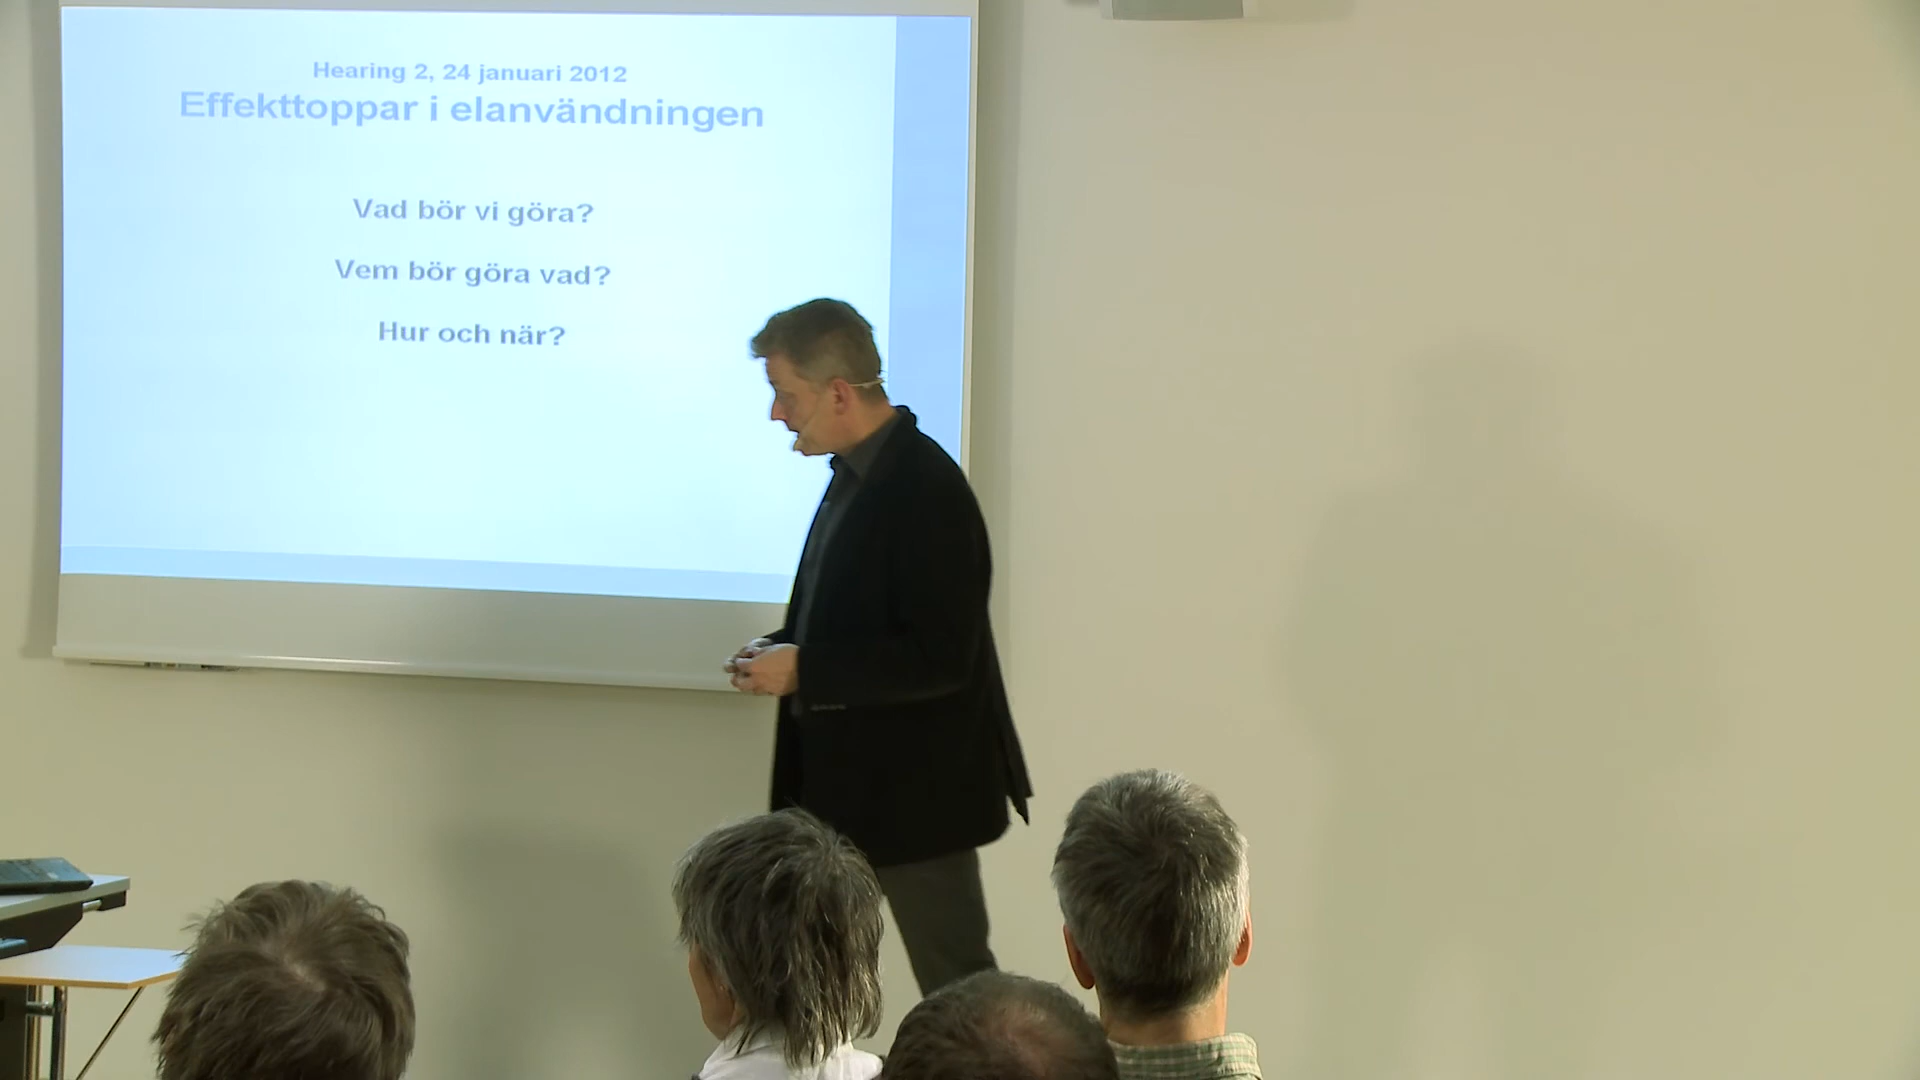 Hearing 2, 24 januari 2012
Effekttoppar i elanvändningen
Vad bör vi göra?
Vem bör göra vad?
Hur och när?